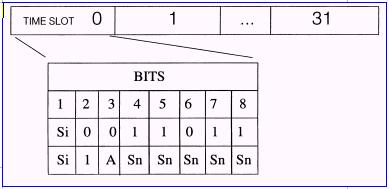 TIME SLOT 0 1 ... 31
BITS
1 2 3 4 5 6 7 8
Si 0 0 1 1 0 1 1
Si 1 A Sn Sn Sn Sn Sn